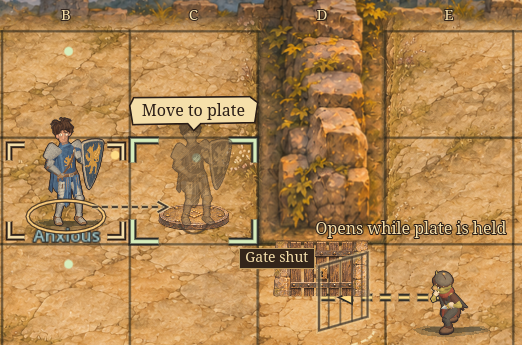 B C D E
Move to plate
Opens while plate is held
Anxious
Gate shut